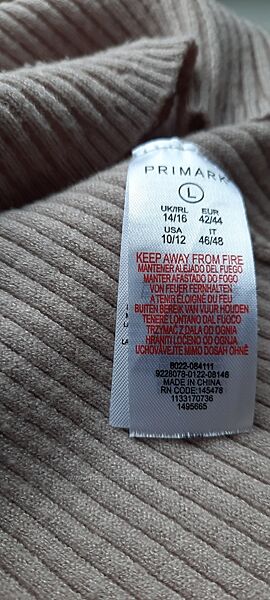 PRIMARK
L
UK/IRL EUR
14/16 42/44
USA IT
10/12 46/48
KEEP AWAY FROM FIRE
MANTENER ALEJADO DEL FUEGO
MANTER AFASTADO DO FOGO
VON FEUER FERNHALTEN
A TENIR ÉLOIGNÉ DU FEU
BUITEN BEREIK VAN VUUR HOUDEN
TENERE LONTANO DAL FUOCO
TRZYMAĆ Z DALA OD OGNIA
HRANITI LOČENO OD OGNJA
UCHOVÁVEJTE MIMO DOSAH OHNĚ
8022-084111
9228078-0122-08146
MADE IN CHINA
RN CODE:145478
1133170736
1495665